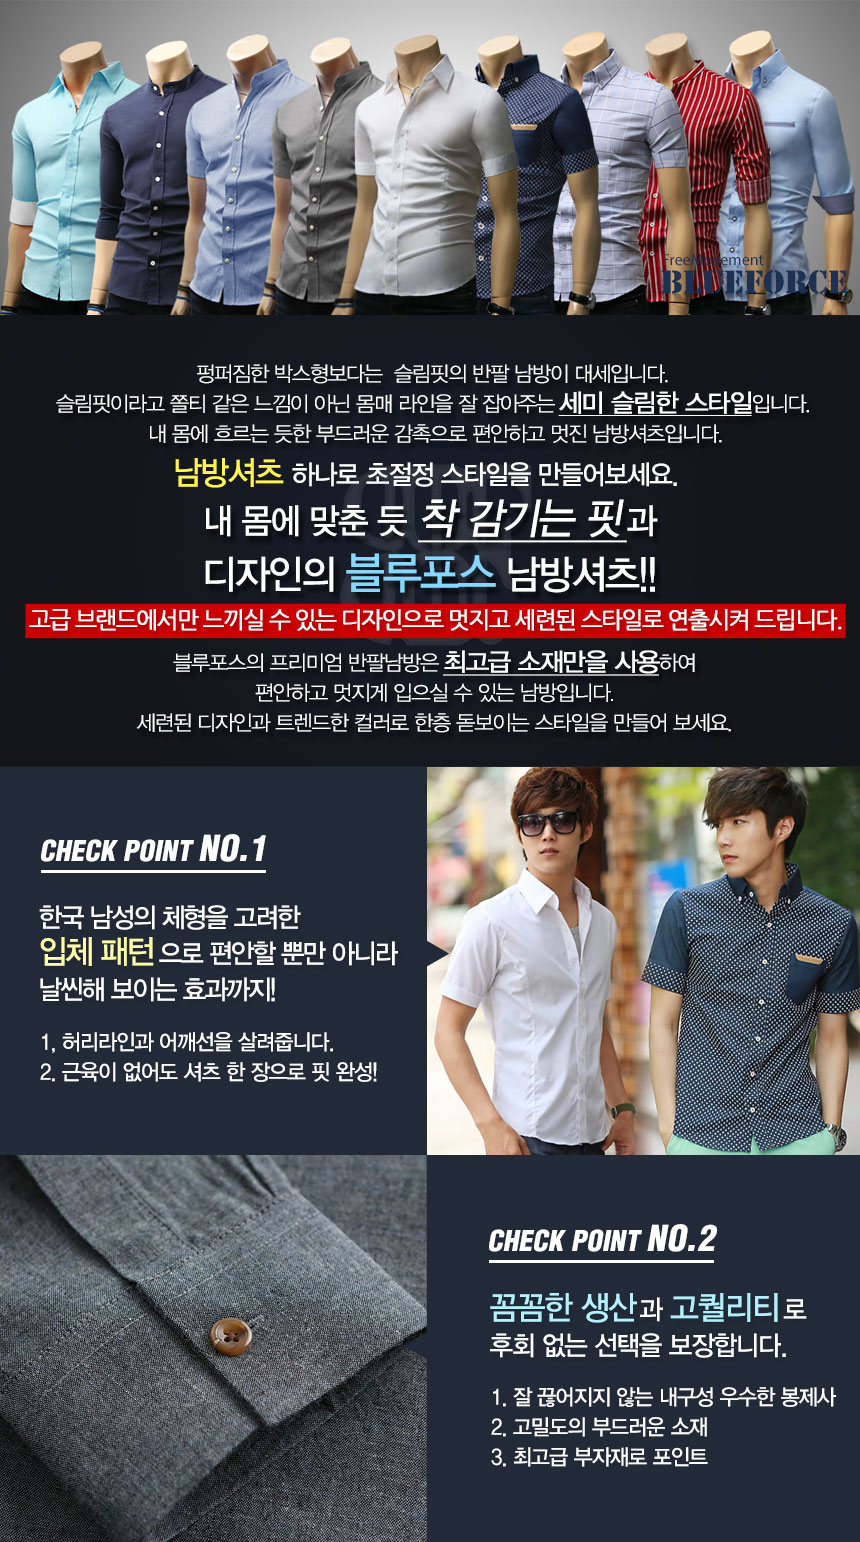 FreeMovement
BLUEFORCE
펑퍼짐한 박스형보다는 슬림핏의 반팔 남방이 대세입니다.
슬림핏이라고 쫄티 같은 느낌이 아닌 몸매 라인을 잘 잡아주는 세미 슬림한 스타일입니다.
내 몸에 흐르는 듯한 부드러운 감촉으로 편안하고 멋진 남방셔츠입니다.
남방셔츠 하나로 초절정 스타일을 만들어보세요.
내 몸에 맞춘 듯 착 감기는 핏과
디자인의 블루포스 남방셔츠!!
고급 브랜드에서만 느끼실 수 있는 디자인으로 멋지고 세련된 스타일로 연출시켜 드립니다.
블루포스의 프리미엄 반팔남방은 최고급 소재만을 사용하여
편안하고 멋지게 입으실 수 있는 남방입니다.
세련된 디자인과 트렌드한 컬러로 한층 돋보이는 스타일을 만들어 보세요.
CHECK POINT NO.1
한국 남성의 체형을 고려한
입체 패턴으로 편안할 뿐만 아니라
날씬해 보이는 효과까지!
1, 허리라인과 어깨선을 살려줍니다.
2. 근육이 없어도 셔츠 한 장으로 핏 완성!
CHECK POINT NO.2
꼼꼼한 생산과 고퀄리티로
후회 없는 선택을 보장합니다.
1. 잘 끊어지지 않는 내구성 우수한 봉제사
2. 고밀도의 부드러운 소재
3. 최고급 부자재로 포인트